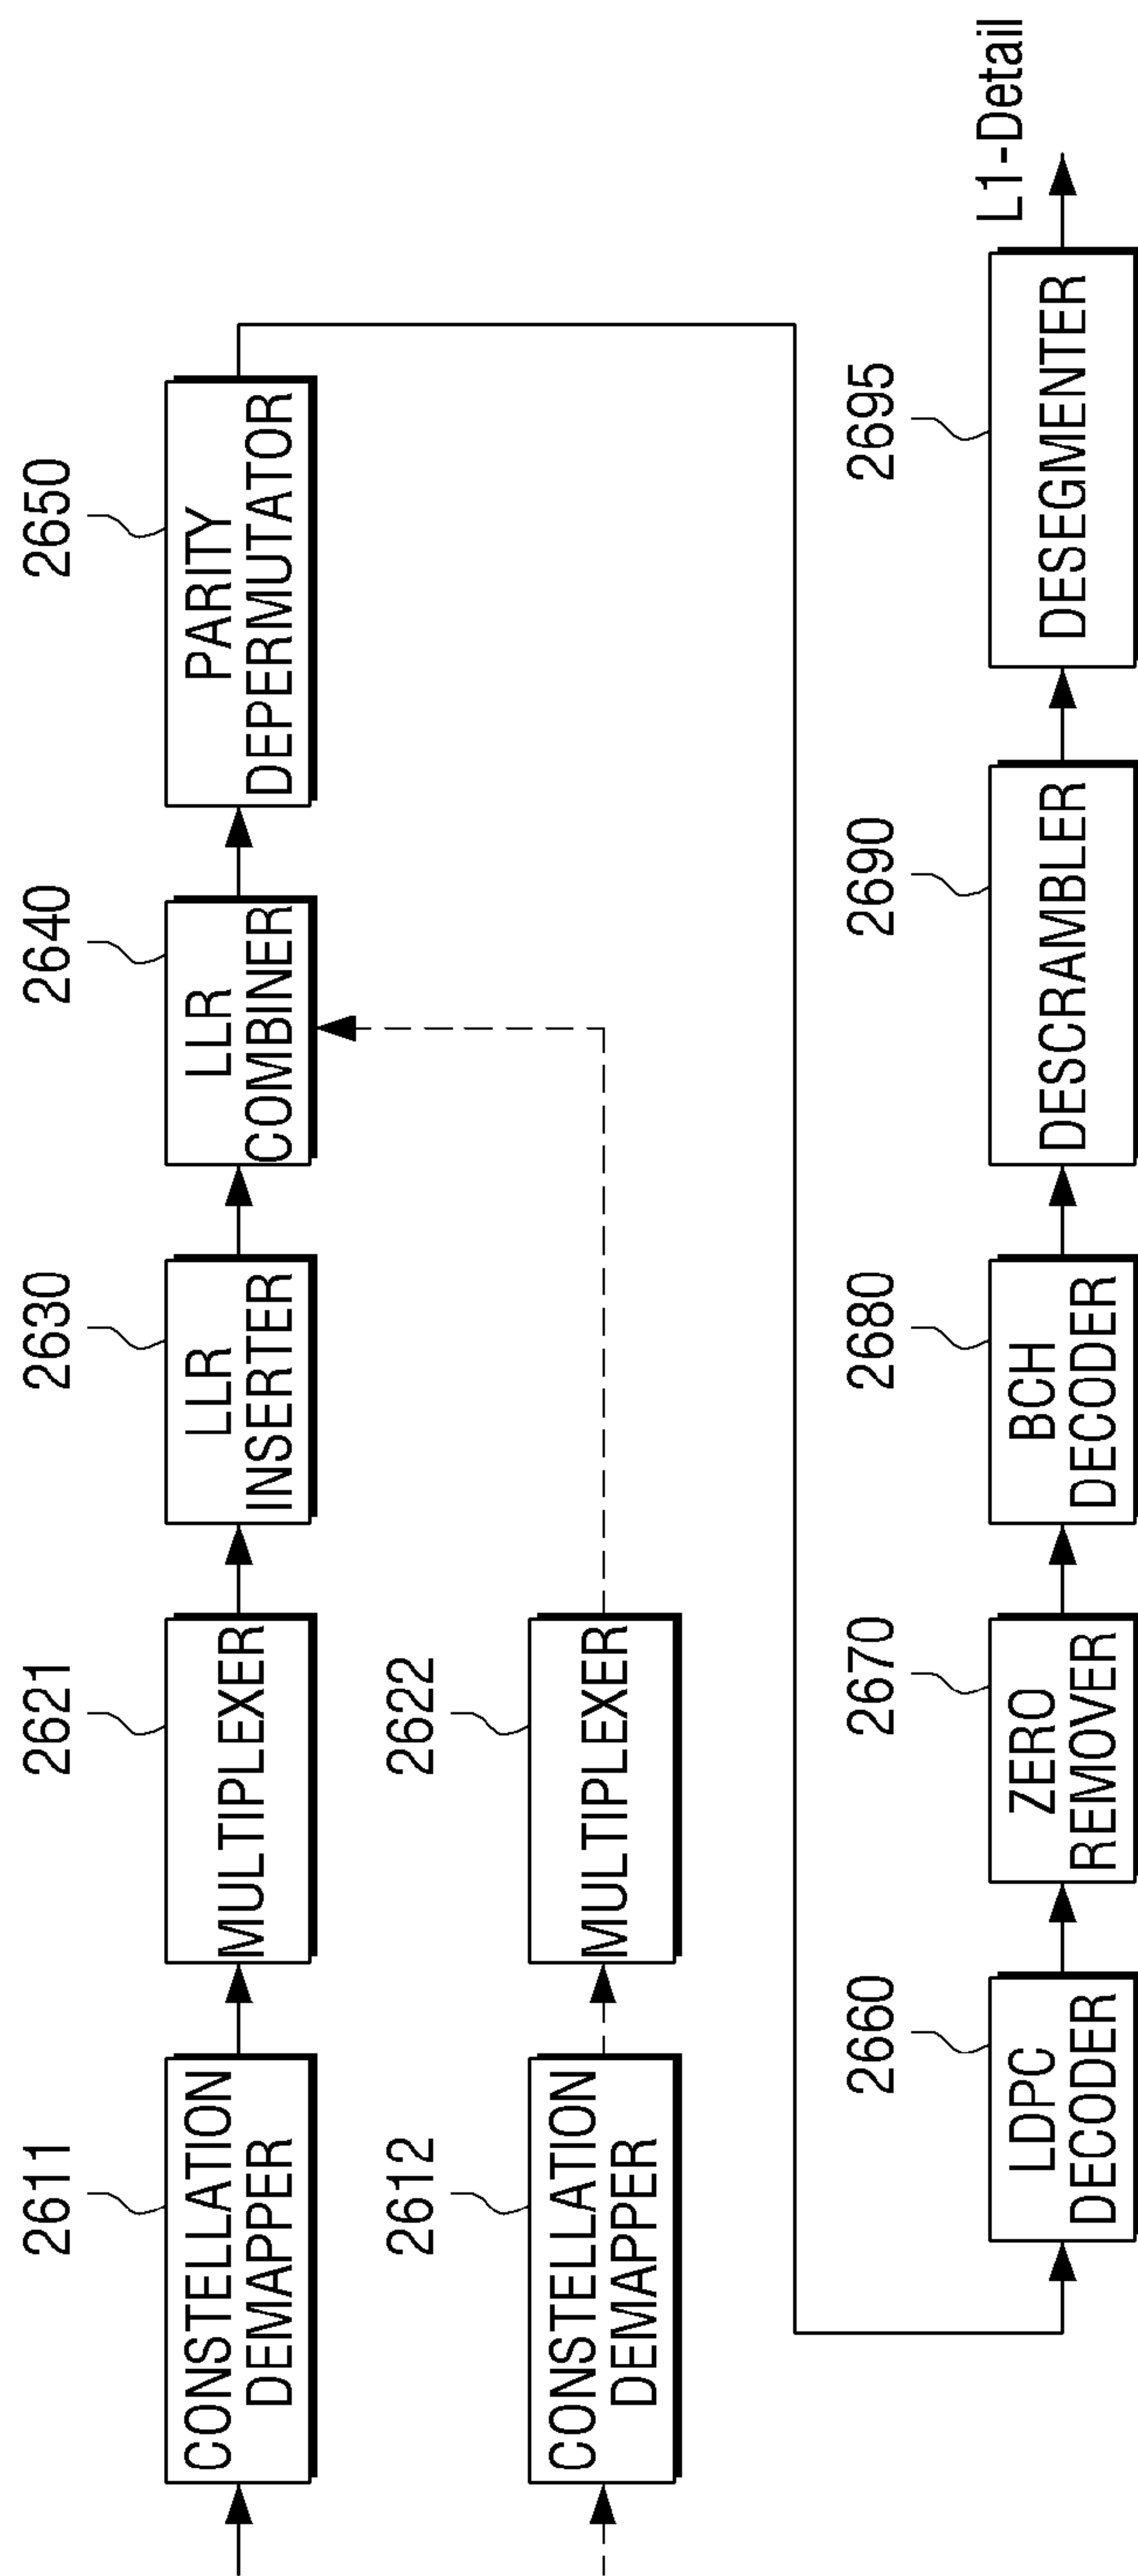 2611
CONSTELLATION
DEMAPPER
2621
MULTIPLEXER
2630
LLR
INSERTER
2640
LLR
COMBINER
2650
PARITY
DEPERMUTATOR
2612
CONSTELLATION
DEMAPPER
2622
MULTIPLEXER
2660
LDPC
DECODER
2670
ZERO
REMOVER
2680
BCH
DECODER
2690
DESCRAMBLER
2695
DESEGMENTER
L1-Detail